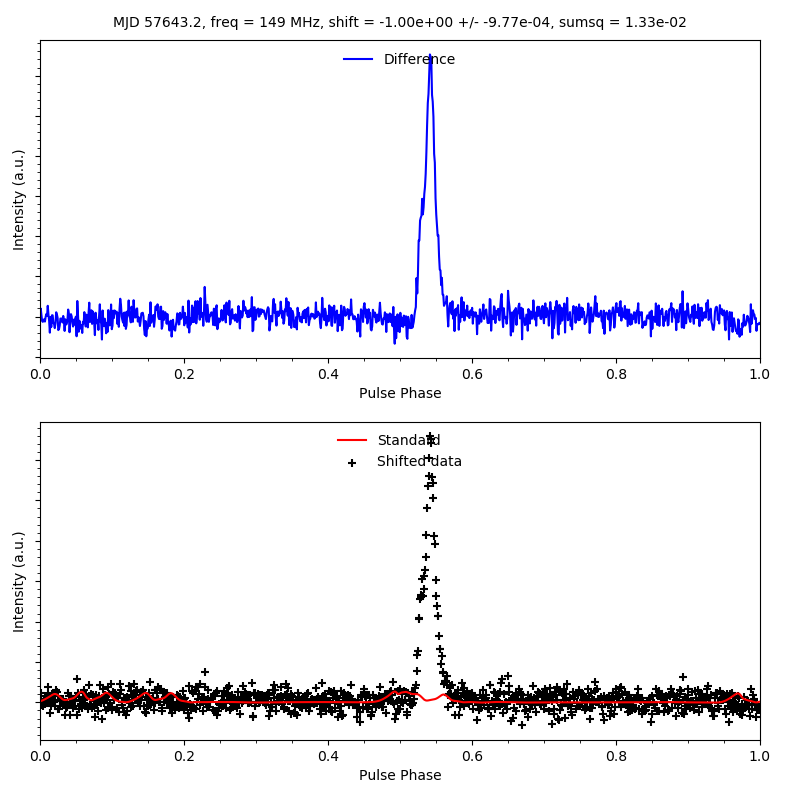 MJD 57643.2, freq = 149 MHz, shift = -1.00e+00 +/- -9.77e-04, sumsq = 1.33e-02
Difference
Intensity (a.u.)
0.0 0.2 0.4 0.6 0.8 1.0
Pulse Phase
Standard
Shifted data
Intensity (a.u.)
0.0 0.2 0.4 0.6 0.8 1.0
Pulse Phase